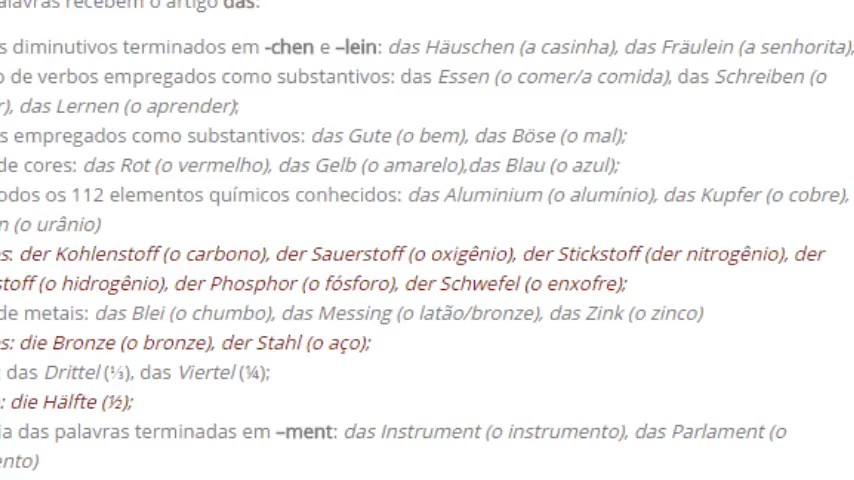 palavras recebem o artigo das:
s diminutivos terminados em -chen e –lein: das Häuschen (a casinha), das Fräulein (a senhorita),
o de verbos empregados como substantivos: das Essen (o comer/a comida), das Schreiben (o
r), das Lernen (o aprender);
s empregados como substantivos: das Gute (o bem), das Böse (o mal);
de cores: das Rot (o vermelho), das Gelb (o amarelo),das Blau (o azul);
odos os 112 elementos químicos conhecidos: das Aluminium (o alumínio), das Kupfer (o cobre),
n (o urânio)
s: der Kohlenstoff (o carbono), der Sauerstoff (o oxigênio), der Stickstoff (der nitrogênio), der
stoff (o hidrogênio), der Phosphor (o fósforo), der Schwefel (o enxofre);
de metais: das Blei (o chumbo), das Messing (o latão/bronze), das Zink (o zinco)
s: die Bronze (o bronze), der Stahl (o aço);
; das Drittel (⅓), das Viertel (¼);
: die Hälfte (½);
ia das palavras terminadas em –ment: das Instrument (o instrumento), das Parlament (o
ento)